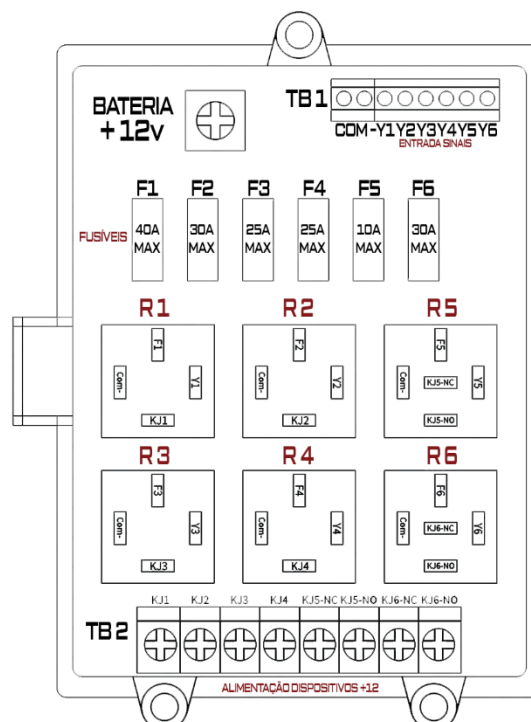 BATERIA
+12v
TB1
COM-Y1Y2Y3Y4Y5Y6
ENTRADA SINAIS
F1 F2 F3 F4 F5 F6
FUSÍVEIS
40A MAX
30A MAX
25A MAX
25A MAX
10A MAX
30A MAX
R1 R2 R5
F1
Com-
Y1
KJ1
F2
Com-
Y2
KJ2
F5
Com-
KJ5-NC
Y5
KJ5-NO
R3 R4 R6
F3
Com-
Y3
KJ3
F4
Com-
Y4
KJ4
F6
Com-
KJ6-NC
Y6
KJ6-NO
KJ1 KJ2 KJ3 KJ4 KJ5-NC KJ5-NO KJ6-NC KJ6-NO
TB2
ALIMENTAÇÃO DISPOSITIVOS +12